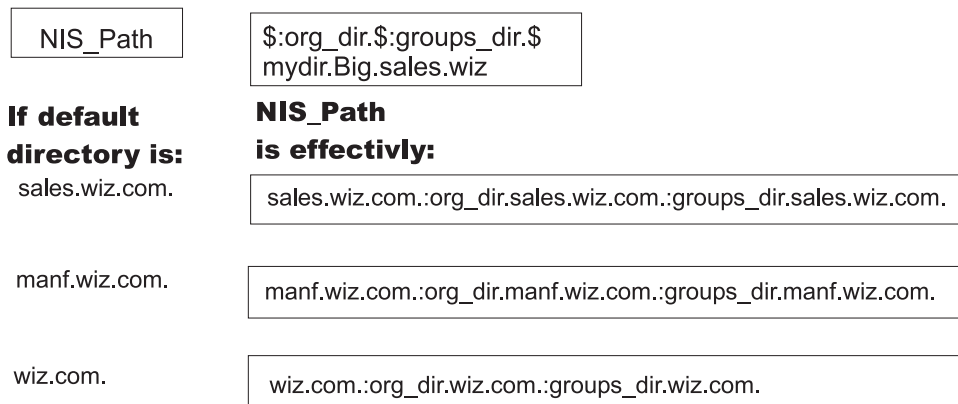 NIS_Path
$:org_dir.$:groups_dir.$
mydir.Big.sales.wiz
If default
directory is:
NIS_Path
is effectivly:
sales.wiz.com.
sales.wiz.com.:org_dir.sales.wiz.com.:groups_dir.sales.wiz.com.
manf.wiz.com.
manf.wiz.com.:org_dir.manf.wiz.com.:groups_dir.manf.wiz.com.
wiz.com.
wiz.com.:org_dir.wiz.com.:groups_dir.wiz.com.